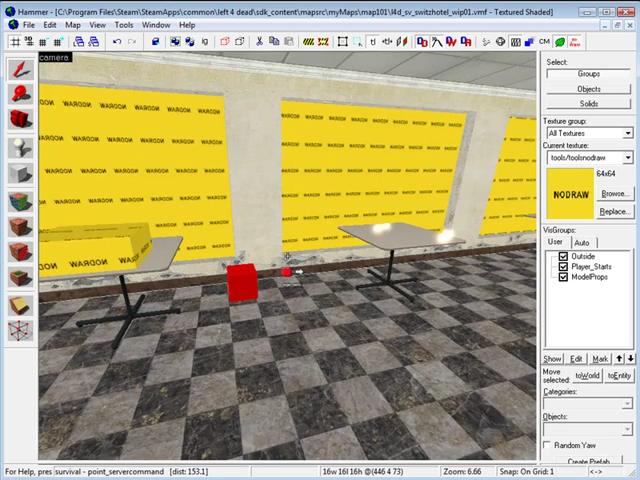 Hammer - [C:\Program Files\Steam\SteamApps\common\left 4 dead\sdk_content\mapsrc\myMaps\map101\l4d_sv_switzhotel_wip01.vmf - Textured Shaded]
File Edit Map View Tools Window Help
camera
Select:
Groups
Objects
Solids
Texture group:
All Textures
Current texture:
tools/toolsnodraw
64x64
NODRAW
Browse...
Replace...
VisGroups:
User Auto
Outside
Player_Starts
ModelProps
Show Edit Mark
Move selected:
toWorld toEntity
Categories:
Objects:
Random Yaw
Create Prefab
For Help, pres survival - point_servercommand [dist: 153.1] 16w 16l 16h @(446 4 73) Zoom: 6.66 Snap: On Grid: 1 <->